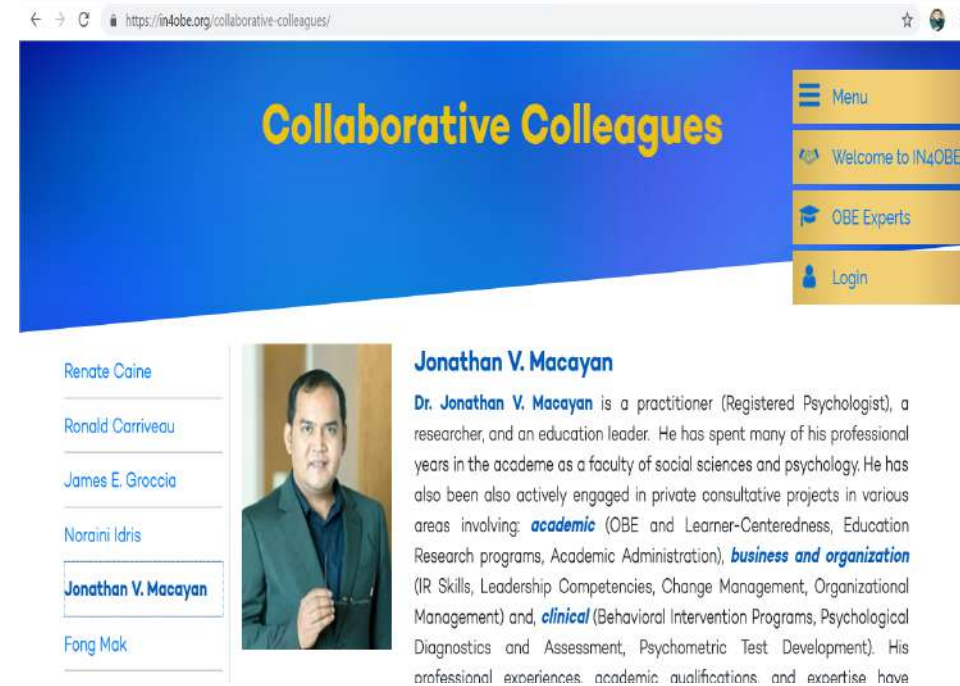 https://in4obe.org/collaborative-colleagues/
Collaborative Colleagues
Menu
Welcome to IN4OBE
OBE Experts
Login
Renate Caine
Ronald Carriveau
James E. Groccia
Noraini Idris
Jonathan V. Macayan
Fong Mak
Jonathan V. Macayan
Dr. Jonathan V. Macayan is a practitioner (Registered Psychologist), a
researcher, and an education leader. He has spent many of his professional
years in the academe as a faculty of social sciences and psychology. He has
also been also actively engaged in private consultative projects in various
areas involving: academic (OBE and Learner-Centeredness, Education
Research programs, Academic Administration), business and organization
(IR Skills, Leadership Competencies, Change Management, Organizational
Management) and, clinical (Behavioral Intervention Programs, Psychological
Diagnostics and Assessment, Psychometric Test Development). His
professional experiences, academic qualifications, and expertise have